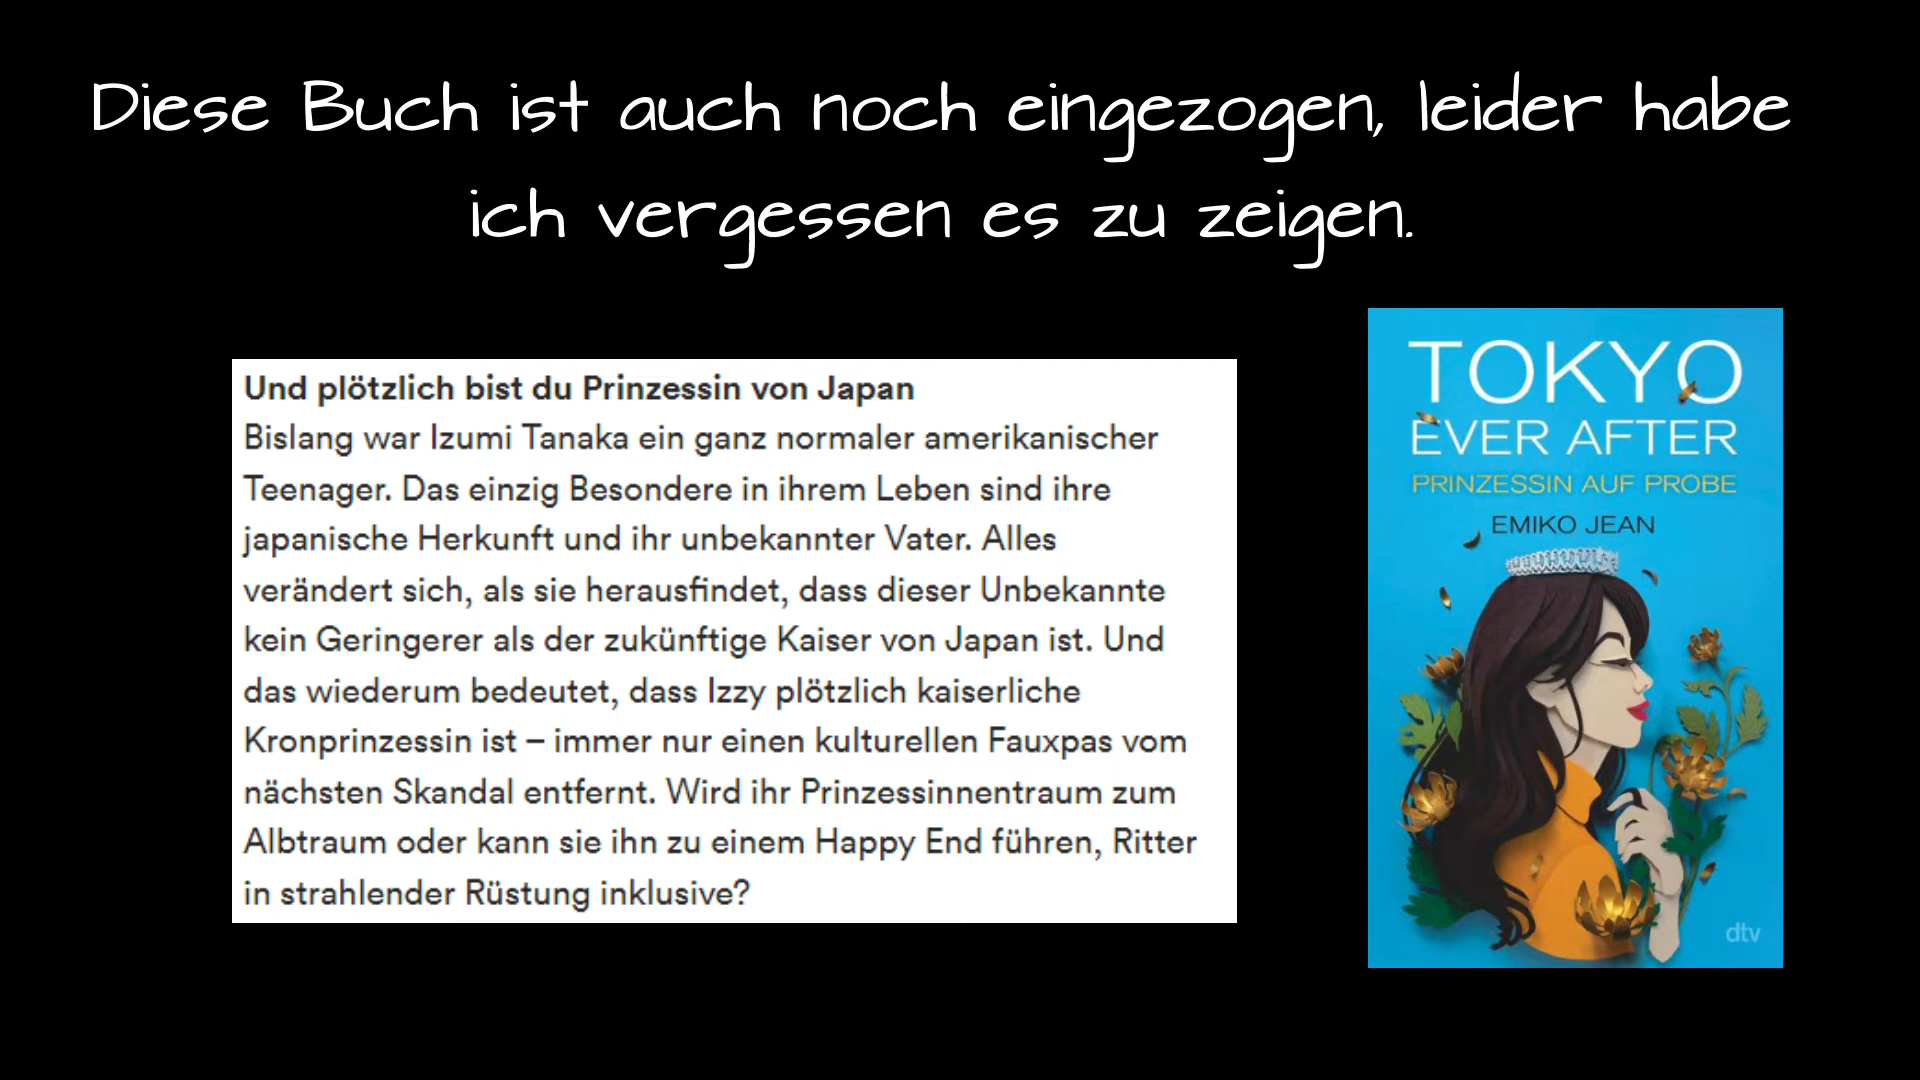 Diese Buch ist auch noch eingezogen, leider habe
ich vergessen es zu zeigen.
Und plötzlich bist du Prinzessin von Japan
Bislang war Izumi Tanaka ein ganz normaler amerikanischer
Teenager. Das einzig Besondere in ihrem Leben sind ihre
japanische Herkunft und ihr unbekannter Vater. Alles
verändert sich, als sie herausfindet, dass dieser Unbekannte
kein Geringerer als der zukünftige Kaiser von Japan ist. Und
das wiederum bedeutet, dass Izzy plötzlich kaiserliche
Kronprinzessin ist – immer nur einen kulturellen Fauxpas vom
nächsten Skandal entfernt. Wird ihr Prinzessinnentraum zum
Albtraum oder kann sie ihn zu einem Happy End führen, Ritter
in strahlender Rüstung inklusive?
TOKYO
EVER AFTER
PRINZESSIN AUF PROBE
EMIKO JEAN
dtv